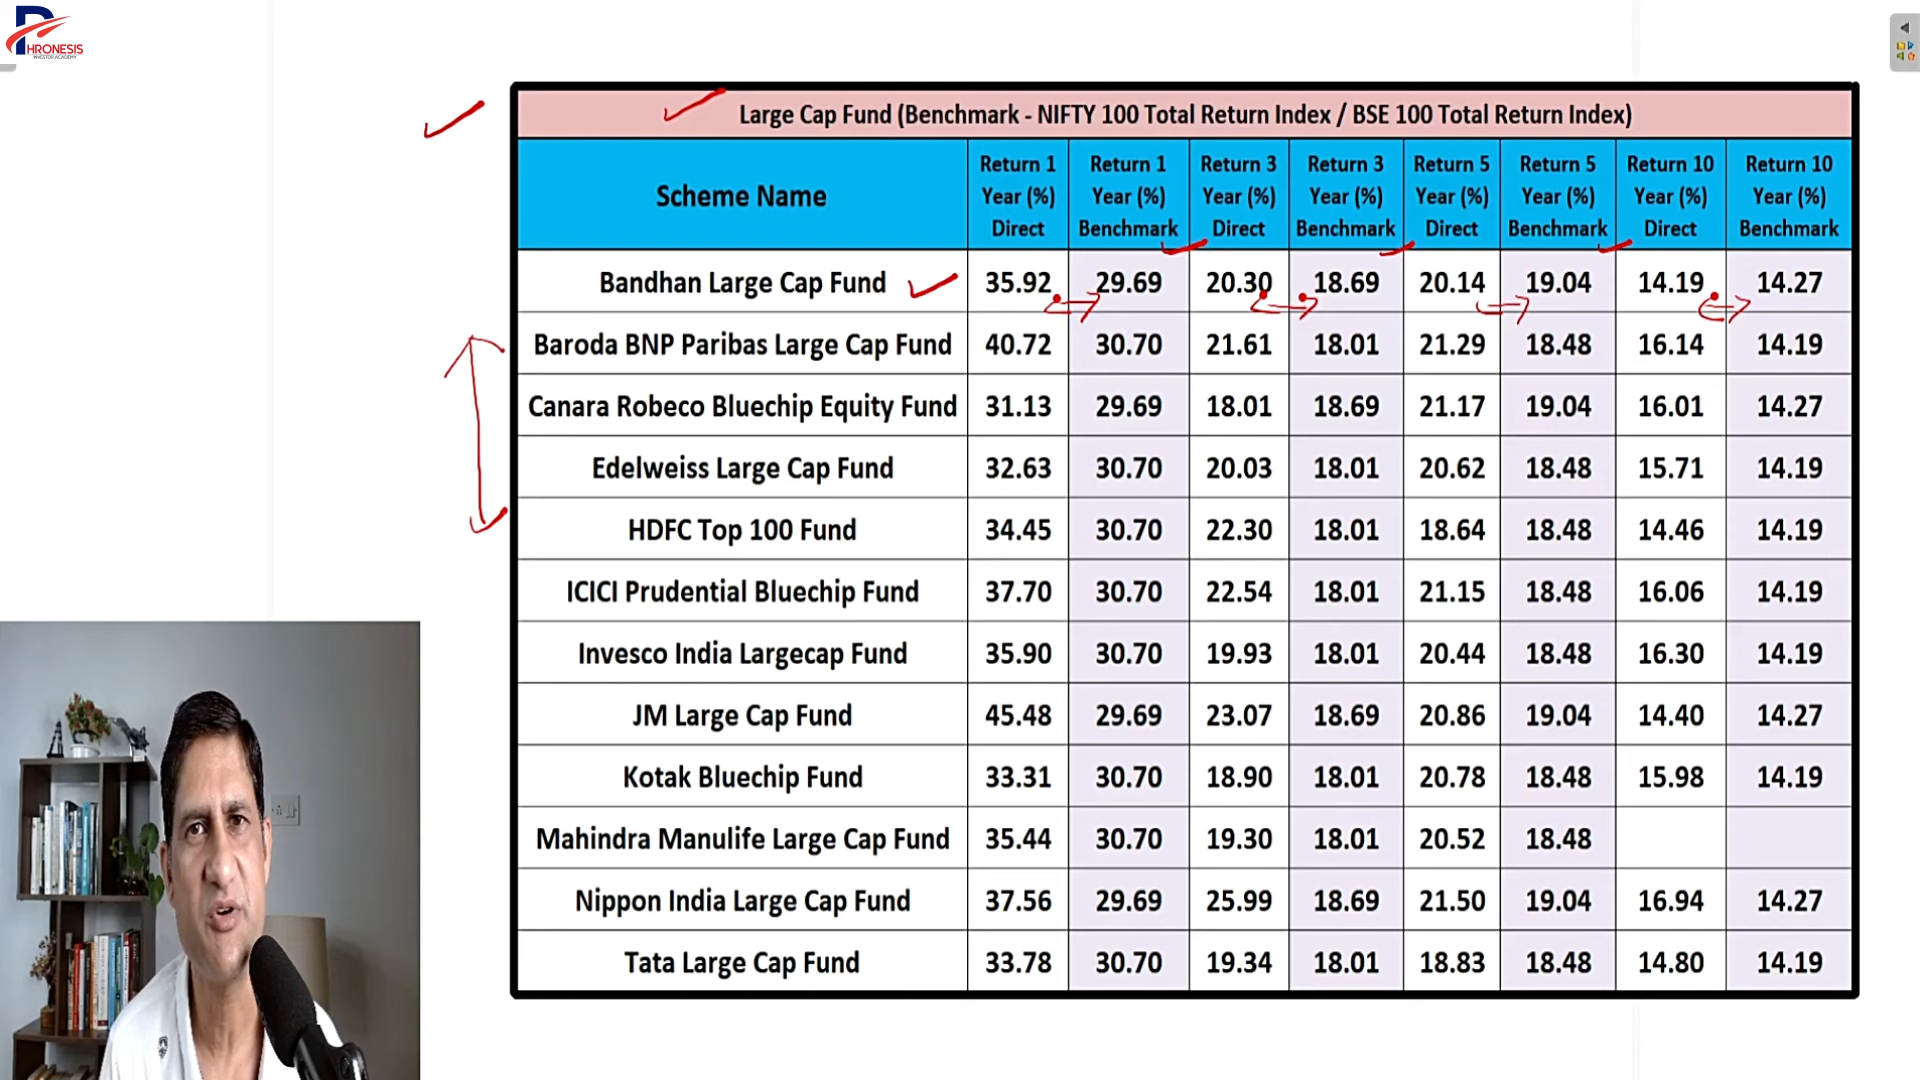 PHRONESIS
INVESTOR ACADEMY
Large Cap Fund (Benchmark - NIFTY 100 Total Return Index / BSE 100 Total Return Index)
Scheme Name Return 1 Year (%) Direct Return 1 Year (%) Benchmark Return 3 Year (%) Direct Return 3 Year (%) Benchmark Return 5 Year (%) Direct Return 5 Year (%) Benchmark Return 10 Year (%) Direct Return 10 Year (%) Benchmark
Bandhan Large Cap Fund 35.92 29.69 20.30 18.69 20.14 19.04 14.19 14.27
Baroda BNP Paribas Large Cap Fund 40.72 30.70 21.61 18.01 21.29 18.48 16.14 14.19
Canara Robeco Bluechip Equity Fund 31.13 29.69 18.01 18.69 21.17 19.04 16.01 14.27
Edelweiss Large Cap Fund 32.63 30.70 20.03 18.01 20.62 18.48 15.71 14.19
HDFC Top 100 Fund 34.45 30.70 22.30 18.01 18.64 18.48 14.46 14.19
ICICI Prudential Bluechip Fund 37.70 30.70 22.54 18.01 21.15 18.48 16.06 14.19
Invesco India Largecap Fund 35.90 30.70 19.93 18.01 20.44 18.48 16.30 14.19
JM Large Cap Fund 45.48 29.69 23.07 18.69 20.86 19.04 14.40 14.27
Kotak Bluechip Fund 33.31 30.70 18.90 18.01 20.78 18.48 15.98 14.19
Mahindra Manulife Large Cap Fund 35.44 30.70 19.30 18.01 20.52 18.48
Nippon India Large Cap Fund 37.56 29.69 25.99 18.69 21.50 19.04 16.94 14.27
Tata Large Cap Fund 33.78 30.70 19.34 18.01 18.83 18.48 14.80 14.19